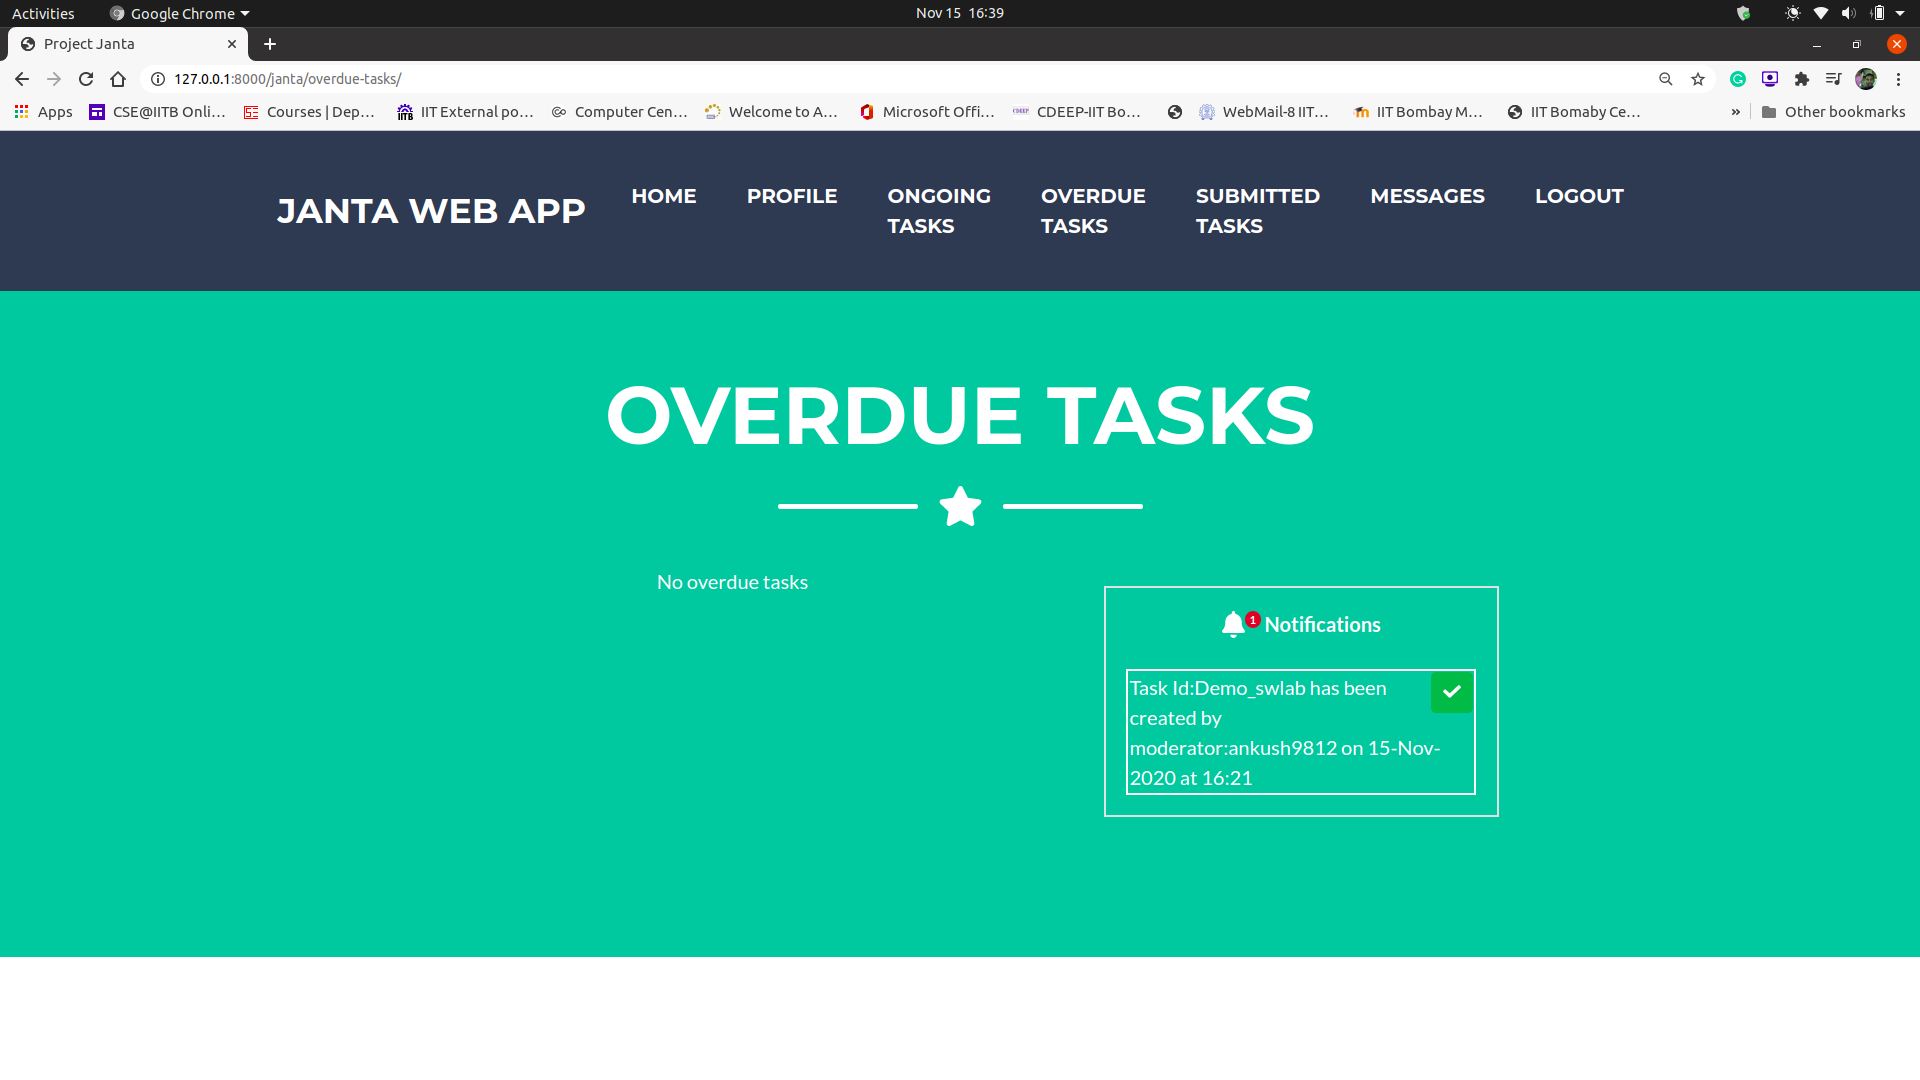 Activities
Google Chrome
Nov 15 16:39
Project Janta
127.0.0.1:8000/janta/overdue-tasks/
Apps
CSE@IITB Onli...
Courses | Dep...
IITB
IIT External po...
Computer Cen...
Welcome to A...
Microsoft Offi...
CDEEP
CDEEP-IIT Bo...
WebMail-8 IIT...
IIT Bombay M...
IIT Bomaby Ce...
»
Other bookmarks
JANTA WEB APP
HOME
PROFILE
ONGOING
TASKS
OVERDUE
TASKS
SUBMITTED
TASKS
MESSAGES
LOGOUT
OVERDUE TASKS
No overdue tasks
1
Notifications
Task Id:Demo_swlab has been
created by
moderator:ankush9812 on 15-Nov-
2020 at 16:21